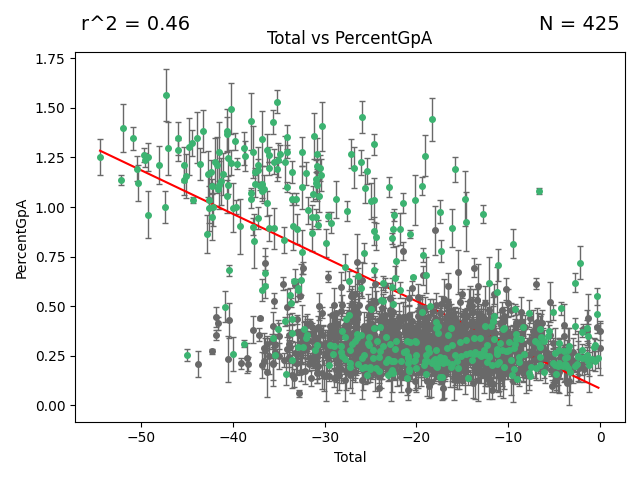 r^2 = 0.46
N = 425
Total vs PercentGpA
1.75
1.50
1.25
1.00
0.75
0.50
0.25
0.00
PercentGpA
−50
−40
−30
−20
−10
0
Total